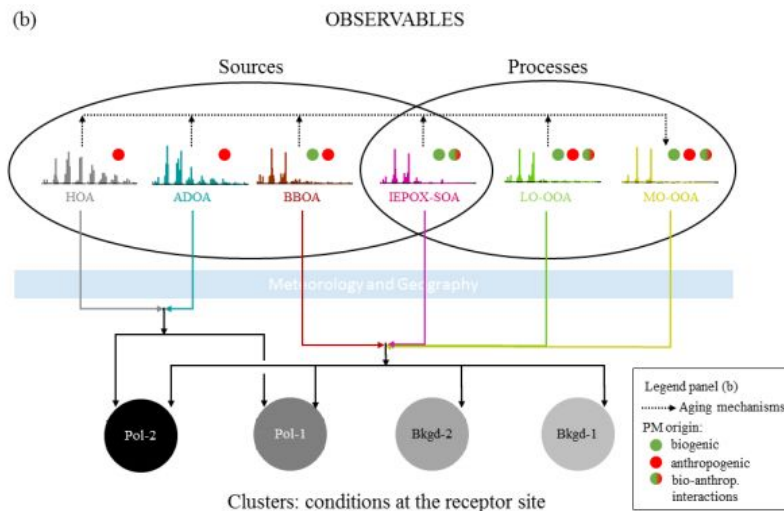 (b)
OBSERVABLES
Sources
Processes
HOA
ADOA
BBOA
IEPOX-SOA
LO-OOA
MO-OOA
Meteorology and Geography
Pol-2
Pol-1
Bkgd-2
Bkgd-1
Clusters: conditions at the receptor site
Legend panel (b)
Aging mechanisms
PM origin:
biogenic
anthropogenic
bio-anthrop.
interactions